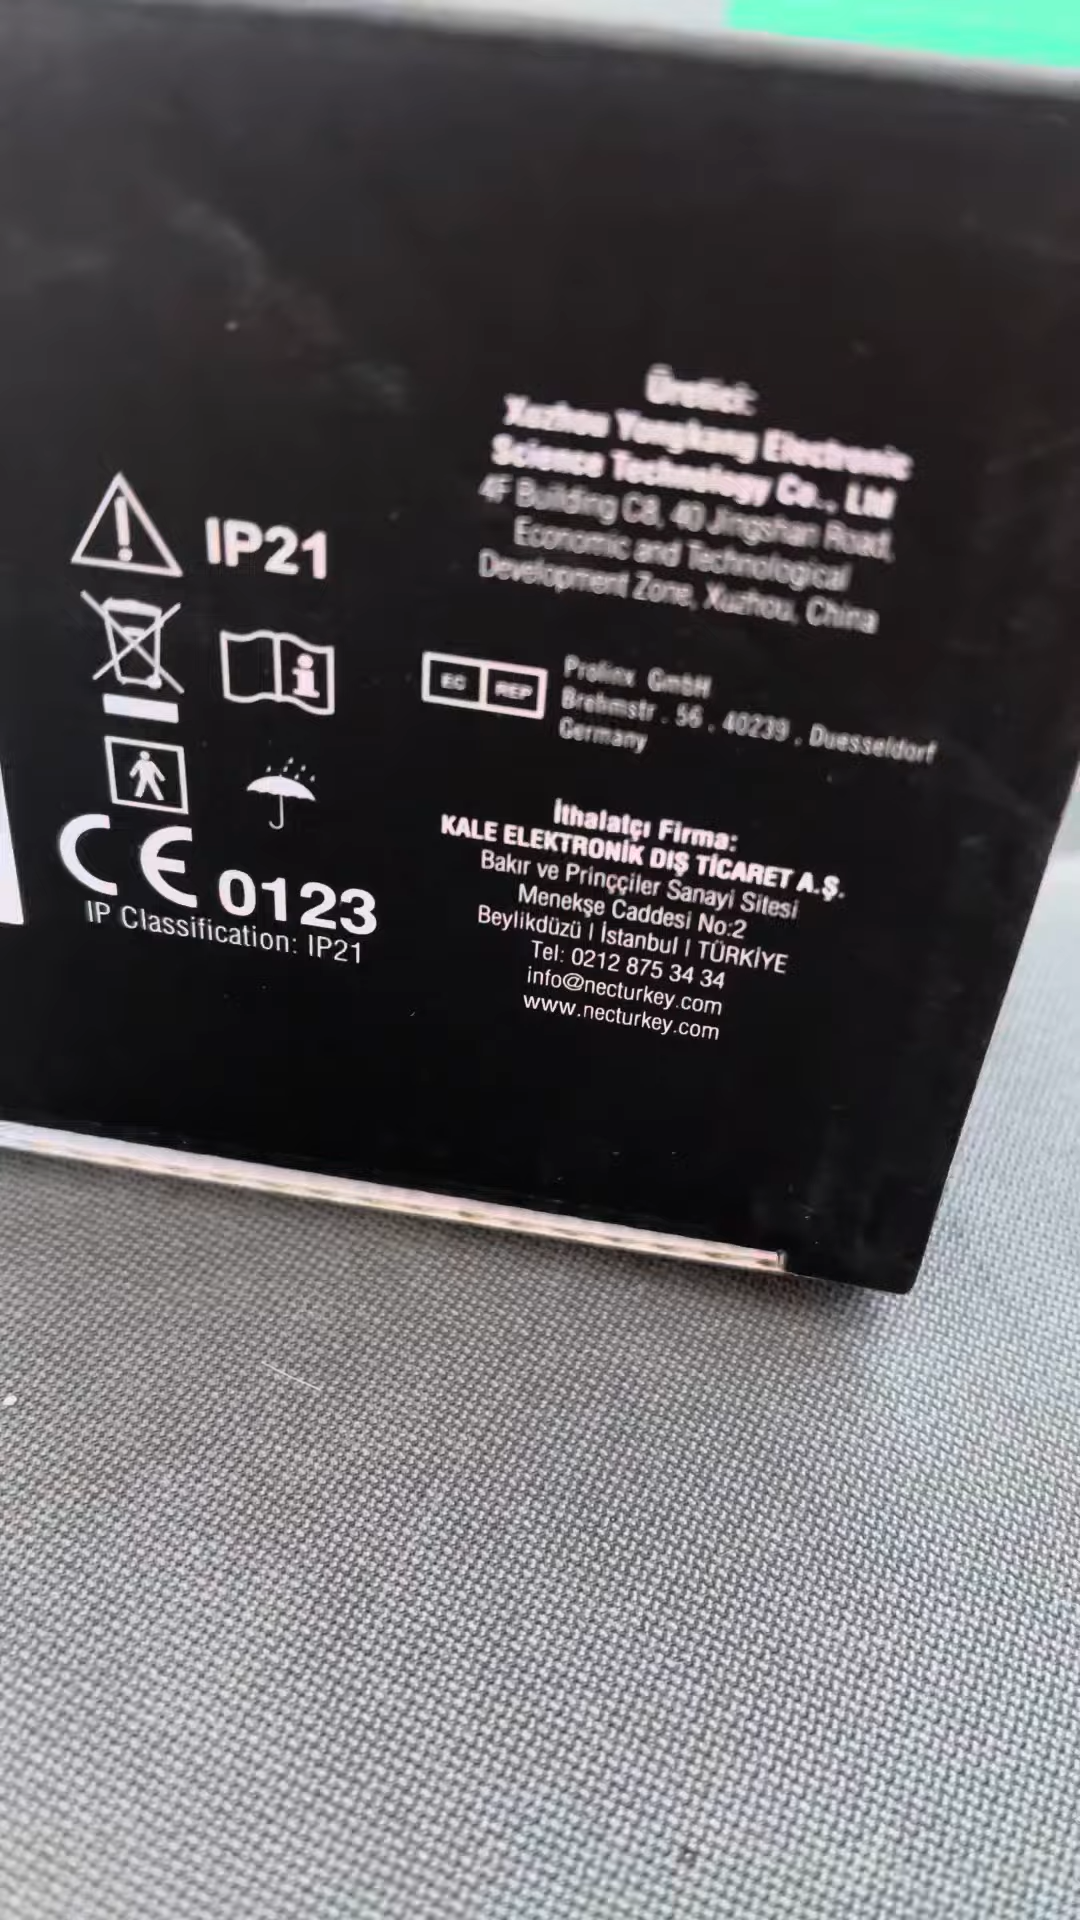 IP21
CE 0123
IP Classification: IP21
Üretici:
Xuzhou Yongkang Electronic
Science Technology Co., Ltd
4F Building C8, 40 Jingshan Road,
Economic and Technological
Development Zone, Xuzhou, China
EC REP
Prolinx GmbH
Brehmstr . 56 . 40239 , Duesseldorf
Germany
İthalatçı Firma:
KALE ELEKTRONİK DIŞ TİCARET A.Ş.
Bakır ve Prinççiler Sanayi Sitesi
Menekşe Caddesi No:2
Beylikdüzü | İstanbul | TÜRKİYE
Tel: 0212 875 34 34
info@necturkey.com
www.necturkey.com